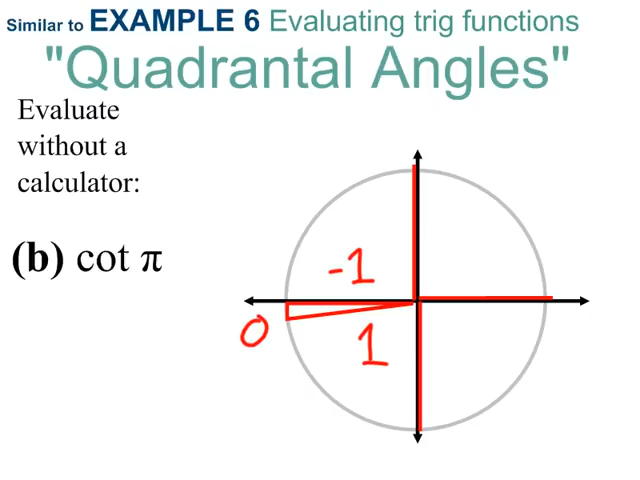 Similar to EXAMPLE 6 Evaluating trig functions
"Quadrantal Angles"
Evaluate
without a
calculator:
(b) cot π
-1
0
1